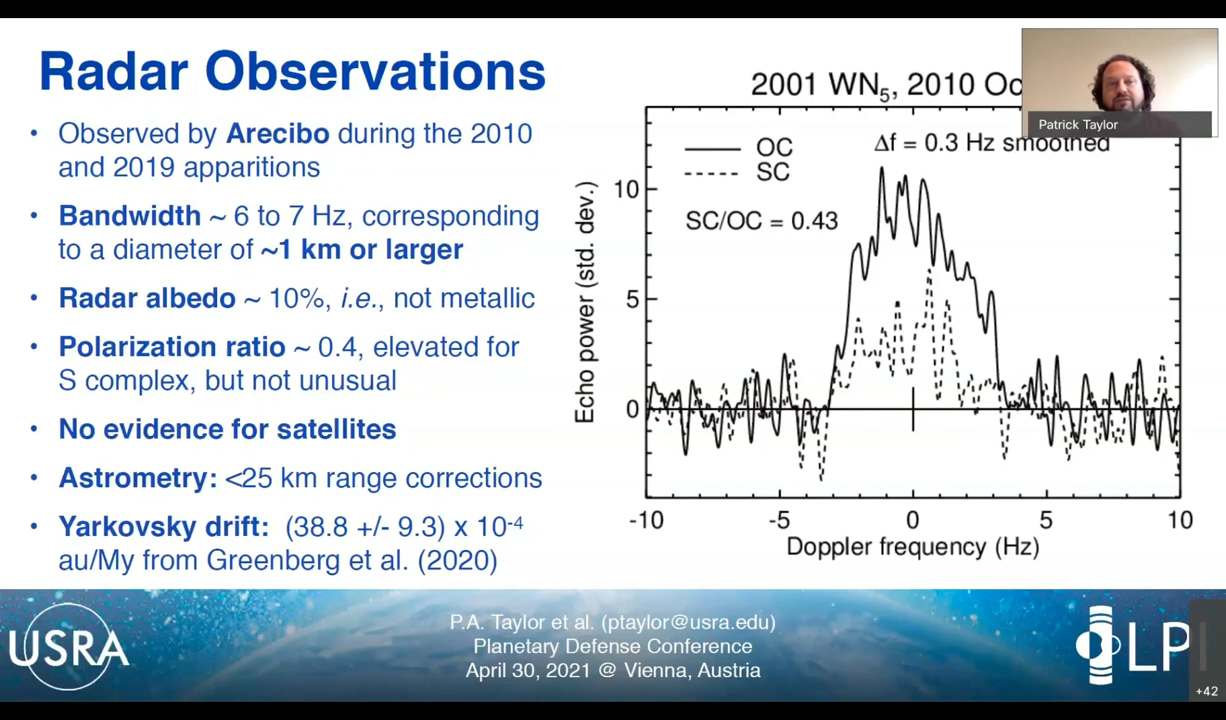 Radar Observations
• Observed by Arecibo during the 2010
and 2019 apparitions
• Bandwidth ~ 6 to 7 Hz, corresponding
to a diameter of ~1 km or larger
• Radar albedo ~ 10%, i.e., not metallic
• Polarization ratio ~ 0.4, elevated for
S complex, but not unusual
• No evidence for satellites
• Astrometry: <25 km range corrections
• Yarkovsky drift: (38.8 +/- 9.3) x 10⁻⁴
au/My from Greenberg et al. (2020)
2001 WN₅, 2010 Oc
Patrick Taylor
OC
SC
Δf = 0.3 Hz smoothed
SC/OC = 0.43
Echo power (std. dev.)
10
5
0
-10
-5
0
5
10
Doppler frequency (Hz)
USRA
P.A. Taylor et al. (ptaylor@usra.edu)
Planetary Defense Conference
April 30, 2021 @ Vienna, Austria
LPI
+42